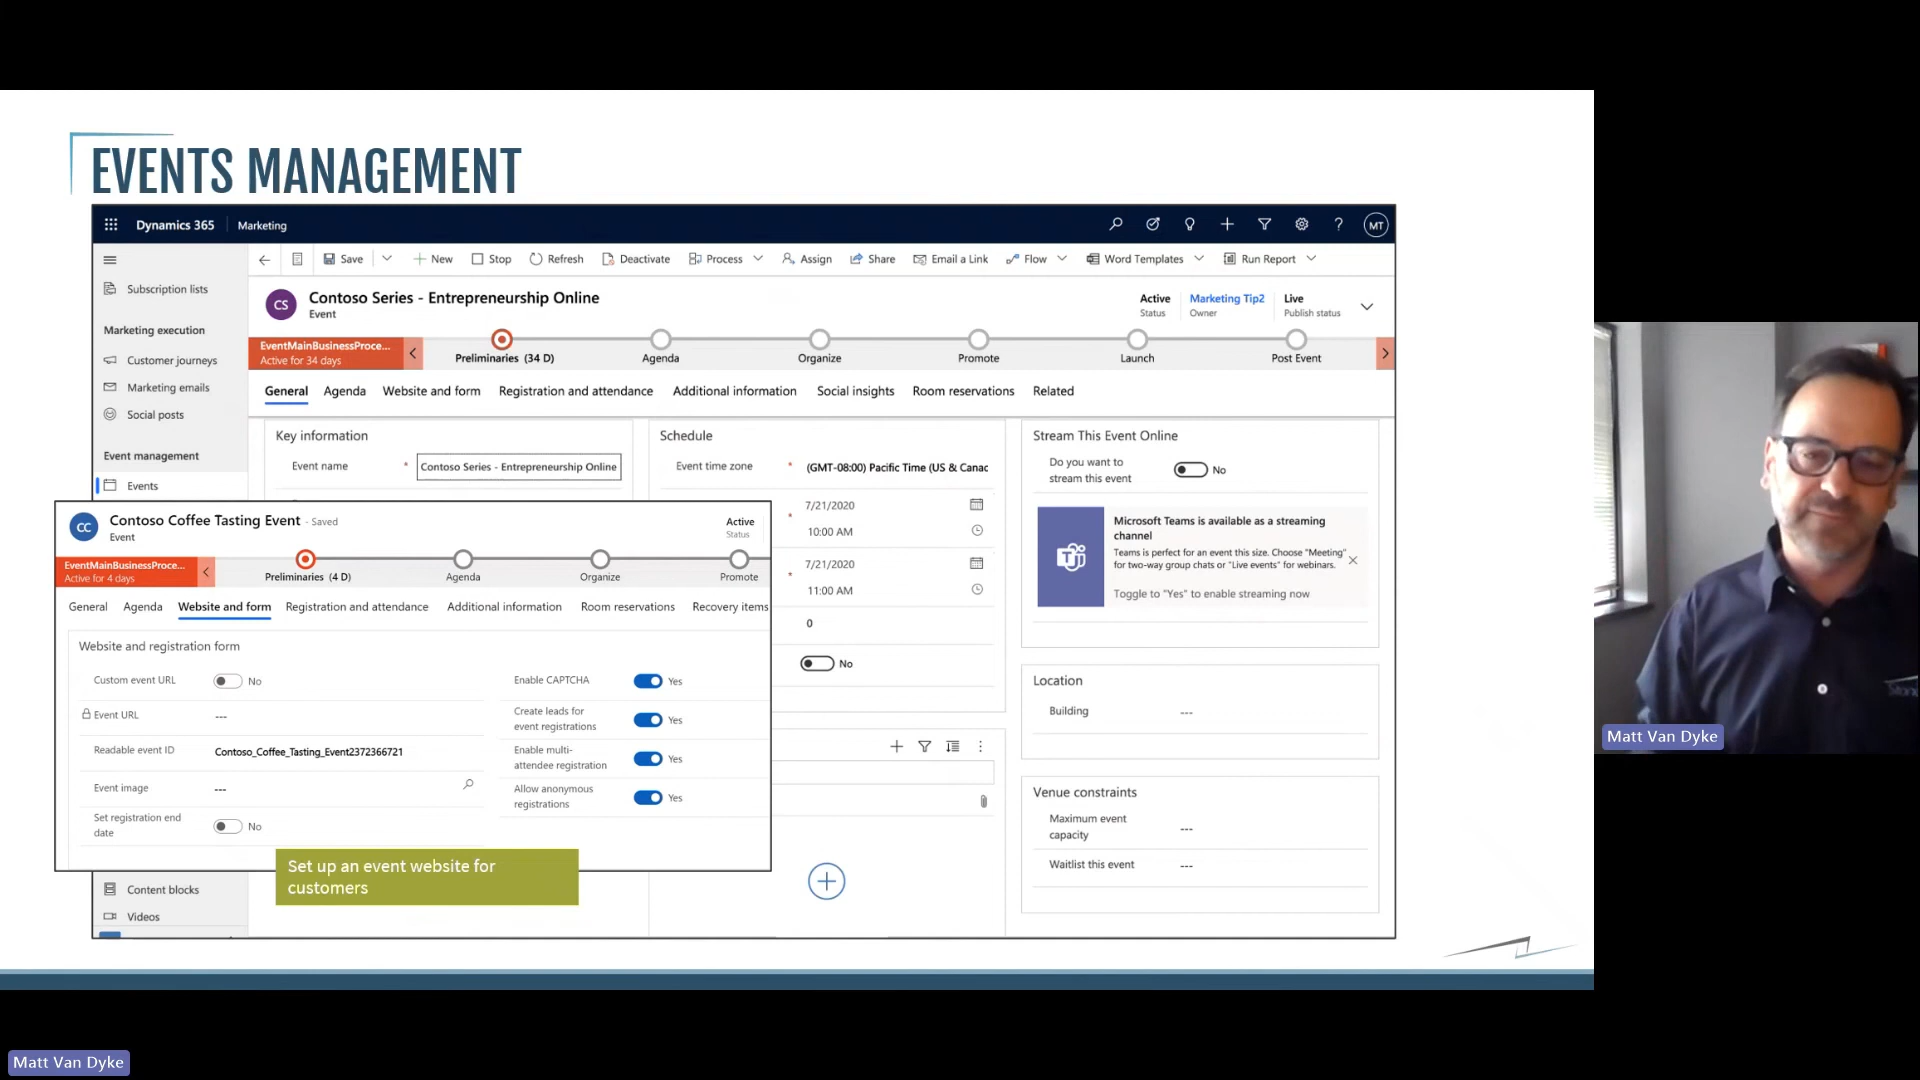 EVENTS MANAGEMENT
Dynamics 365 Marketing ? MT
Save New Stop Refresh Deactivate Process Assign Share Email a Link Flow Word Templates Run Report
Subscription lists
Marketing execution
Customer journeys
Marketing emails
Social posts
Event management
Events
CS
Contoso Series - Entrepreneurship Online
Event
Active
Status
Marketing Tip2
Owner
Live
Publish status
EventMainBusinessProce...
Active for 34 days
Preliminaries (34 D) Agenda Organize Promote Launch Post Event
General Agenda Website and form Registration and attendance Additional information Social insights Room reservations Related
Key information
Event name * Contoso Series - Entrepreneurship Online
Schedule
Event time zone * (GMT-08:00) Pacific Time (US & Canac
* 7/21/2020
10:00 AM
* 7/21/2020
11:00 AM
0
No
Stream This Event Online
Do you want to
stream this event
No
Microsoft Teams is available as a streaming
channel
Teams is perfect for an event this size. Choose "Meeting"
for two-way group chats or "Live events" for webinars.
Toggle to "Yes" to enable streaming now
Location
Building ---
Venue constraints
Maximum event
capacity
---
Waitlist this event ---
CC
Contoso Coffee Tasting Event - Saved
Event
Active
Status
EventMainBusinessProce...
Active for 4 days
Preliminaries (4 D) Agenda Organize Promote
General Agenda Website and form Registration and attendance Additional information Room reservations Recovery items
Website and registration form
Custom event URL No
Event URL ---
Readable event ID Contoso_Coffee_Tasting_Event2372366721
Event image ---
Set registration end
date
No
Enable CAPTCHA Yes
Create leads for
event registrations
Yes
Enable multi-
attendee registration
Yes
Allow anonymous
registrations
Yes
Set up an event website for
customers
Content blocks
Videos
Matt Van Dyke
Matt Van Dyke